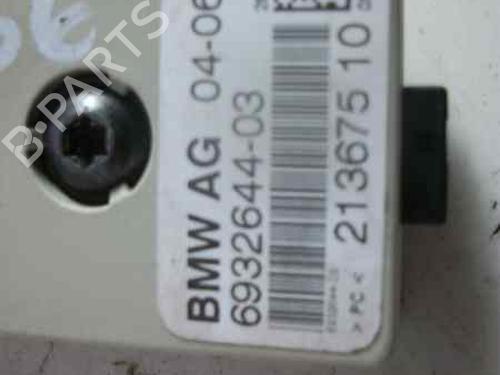 BMW AG 04-06
6932644-03
213675 10
> PC <
B-PARTS